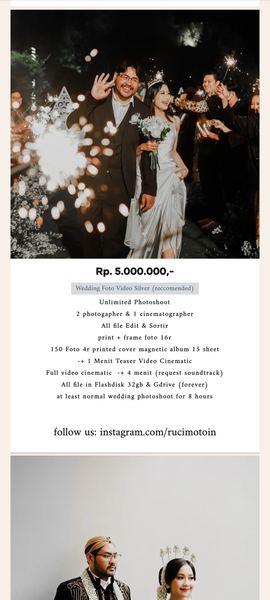 Rp. 5.000.000,-
Wedding Foto Video Silver (reccomended)
Unlimited Photoshoot
2 photogapher & 1 cinematographer
All file Edit & Sortir
print + frame foto 16r
150 Foto 4r printed cover magnetic album 15 sheet
-+ 1 Menit Teaser Video Cinematic
Full video cinematic -+ 4 menit (request soundtrack)
All file in Flashdisk 32gb & Gdrive (forever)
at least normal wedding photoshoot for 8 hours
follow us: instagram.com/rucimotoin